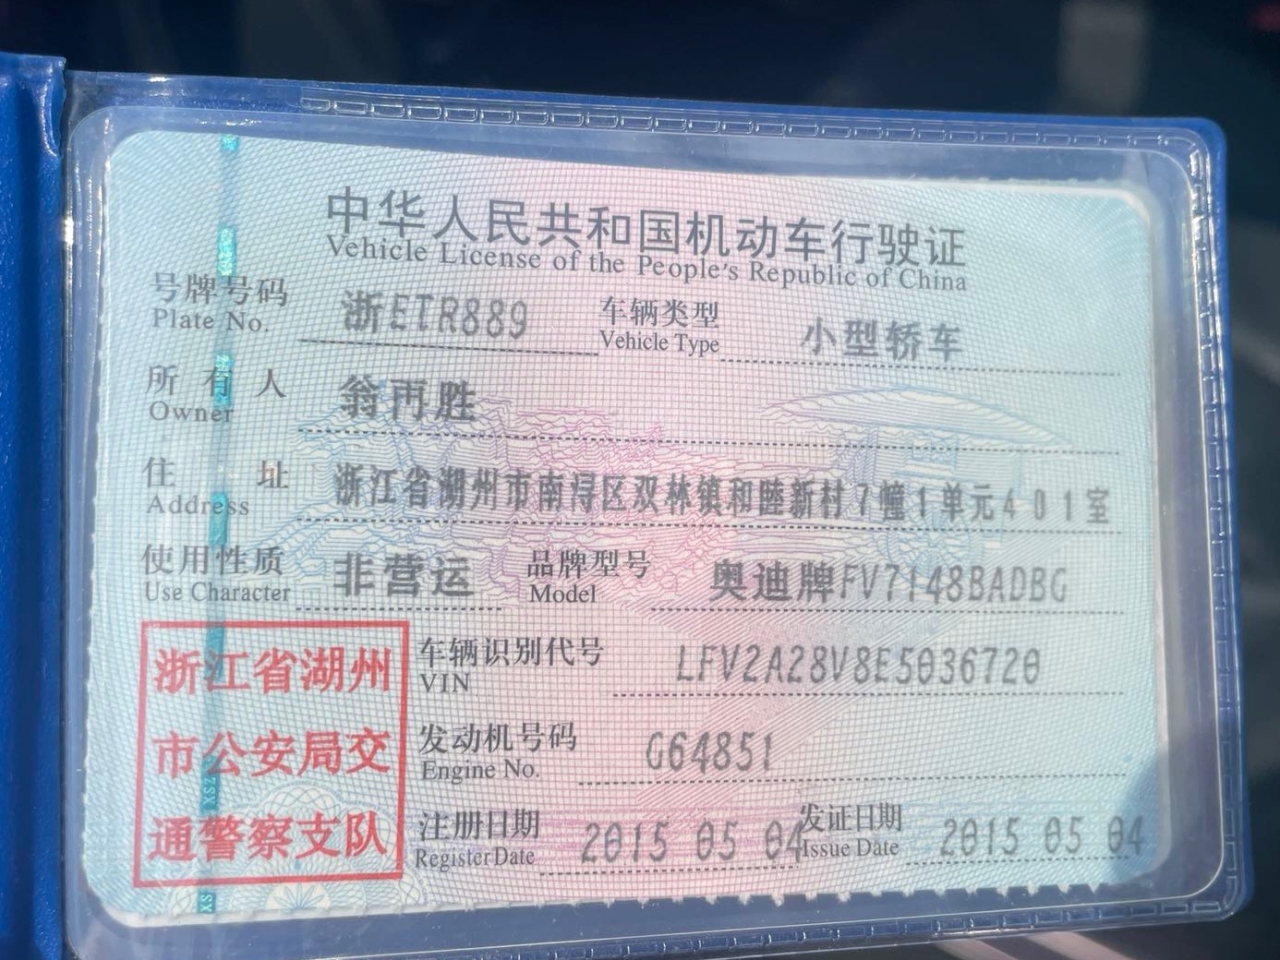 中华人民共和国机动车行驶证
Vehicle License of the People's Republic of China
号牌号码 浙ETR889 车辆类型 小型轿车
Plate No. Vehicle Type
所有人 翁再胜
Owner
住址 浙江省湖州市南浔区双林镇和睦新村7幢1单元401室
Address
使用性质 非营运 品牌型号 奥迪牌FV7148BADBG
Use Character Model
浙江省湖州
市公安局交
通警察支队
车辆识别代号 LFV2A28V8E5036720
VIN
发动机号码 G64851
Engine No.
注册日期 2015 05 04 发证日期 2015 05 04
Register Date Issue Date